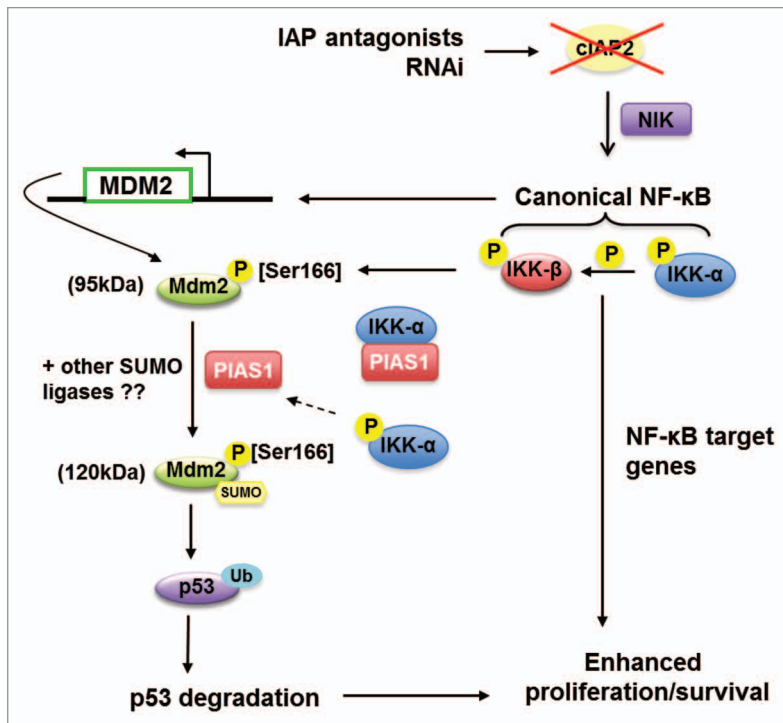 IAP antagonists
RNAi
cIAP2
NIK
MDM2
Canonical NF-κB
P
IKK-β
P
P
IKK-α
(95kDa)
Mdm2
P
[Ser166]
IKK-α
PIAS1
+ other SUMO
ligases ??
PIAS1
P
IKK-α
(120kDa)
Mdm2
P
[Ser166]
SUMO
NF-κB target
genes
p53
Ub
p53 degradation
Enhanced
proliferation/survival